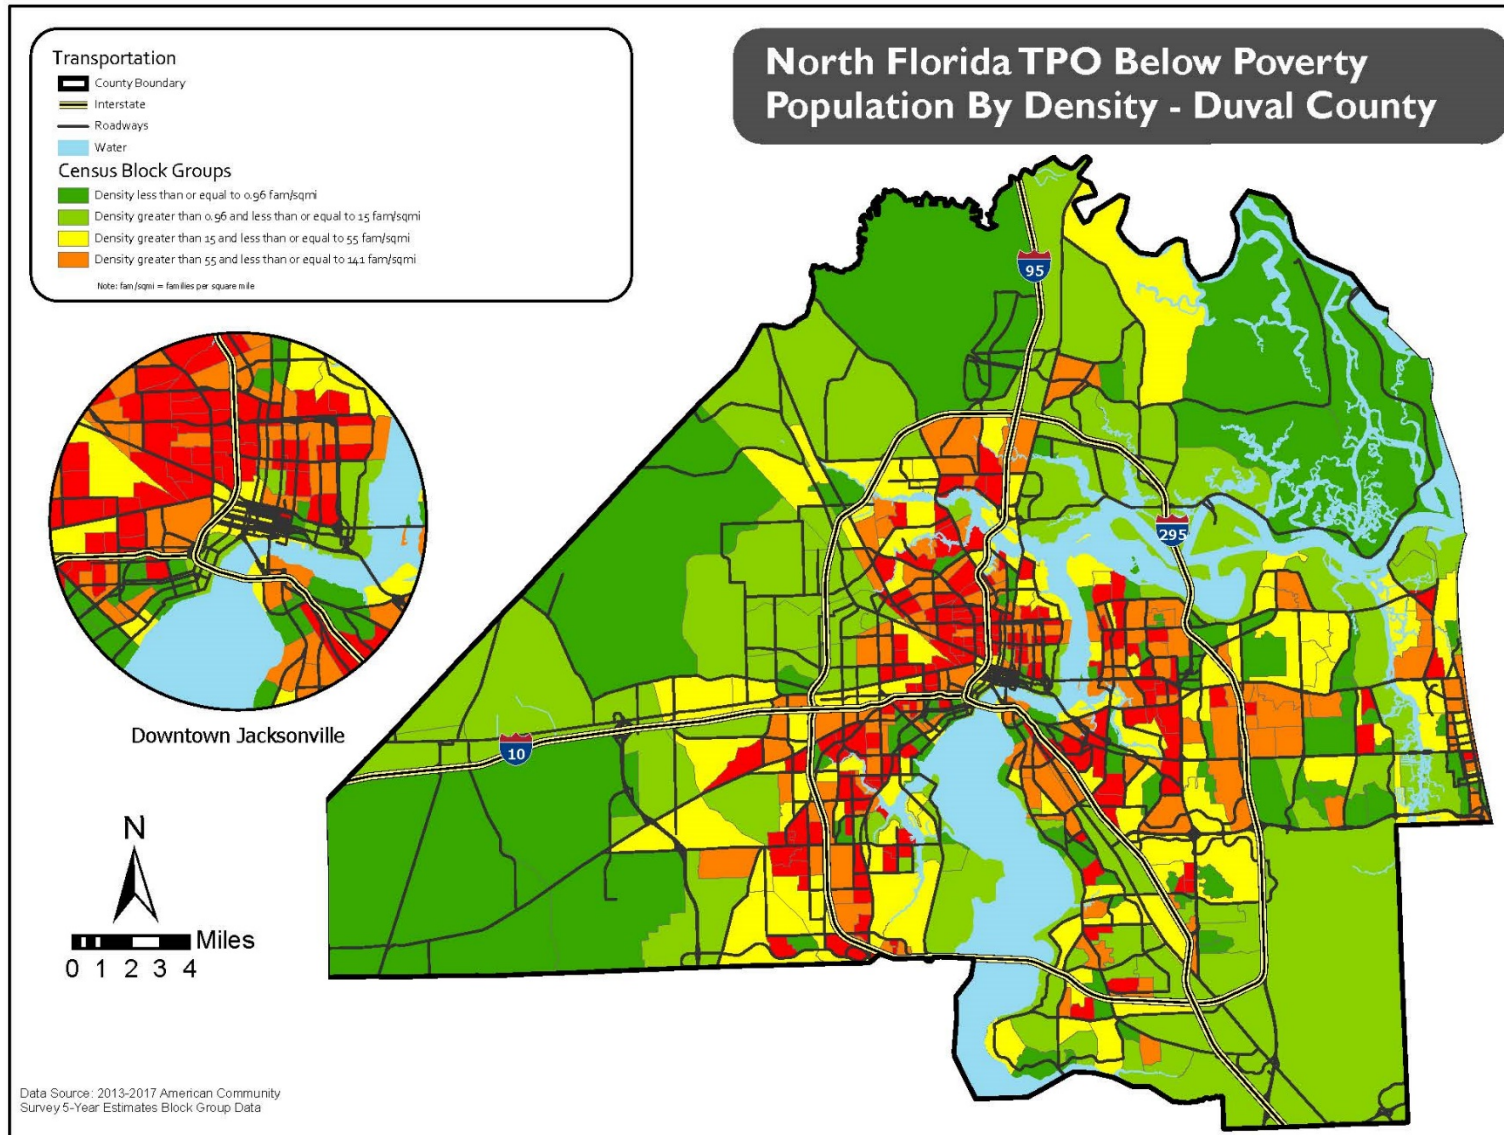 North Florida TPO Below Poverty
Population By Density - Duval County
Transportation
County Boundary
Interstate
Roadways
Water
Census Block Groups
Density less than or equal to 0.96 fam/sqmi
Density greater than 0.96 and less than or equal to 15 fam/sqmi
Density greater than 15 and less than or equal to 55 fam/sqmi
Density greater than 55 and less than or equal to 141 fam/sqmi
Note: fam/sqmi = families per square mile
95
295
10
Downtown Jacksonville
N
Miles
0 1 2 3 4
Data Source: 2013-2017 American Community
Survey 5-Year Estimates Block Group Data